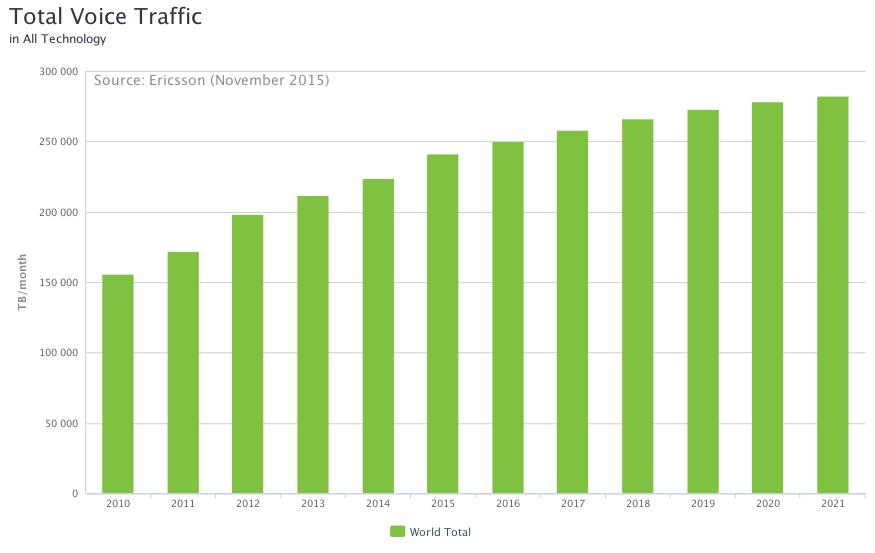 Total Voice Traffic
in All Technology
Source: Ericsson (November 2015)
TB/month
300 000
250 000
200 000
150 000
100 000
50 000
0
2010 2011 2012 2013 2014 2015 2016 2017 2018 2019 2020 2021
World Total